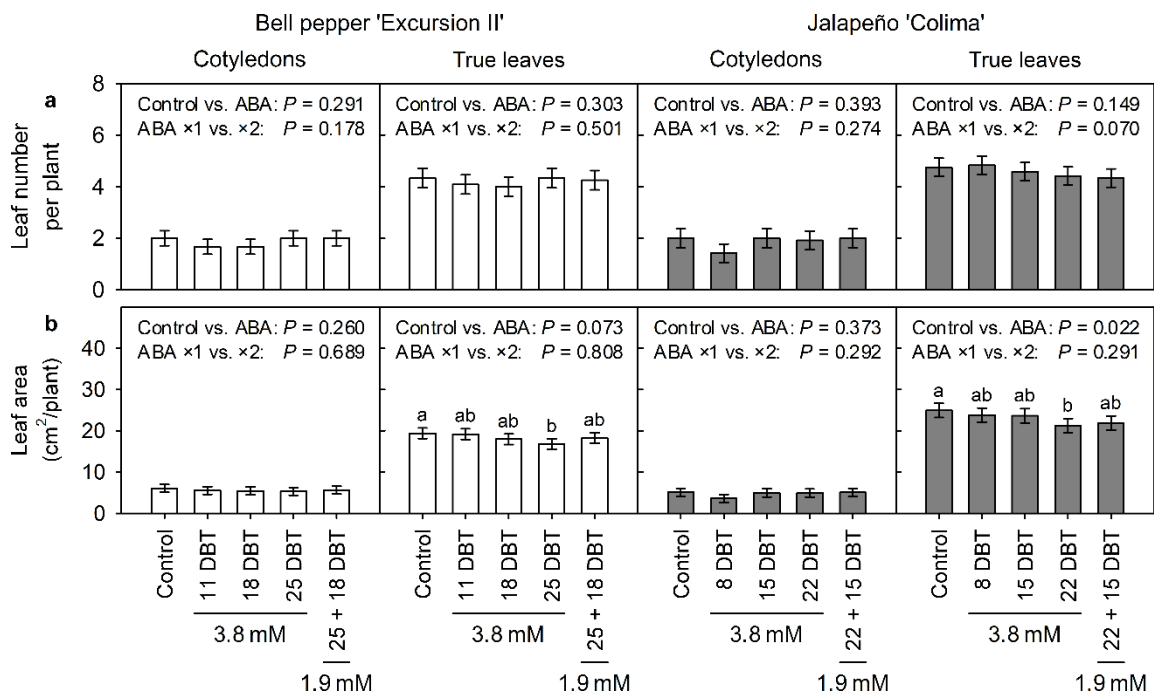 Bell pepper 'Excursion II'
Jalapeño 'Colima'
Cotyledons
True leaves
Cotyledons
True leaves
a
Leaf number
per plant
8
6
4
2
0
Control vs. ABA: P = 0.291
ABA ×1 vs. ×2: P = 0.178
Control vs. ABA: P = 0.303
ABA ×1 vs. ×2: P = 0.501
Control vs. ABA: P = 0.393
ABA ×1 vs. ×2: P = 0.274
Control vs. ABA: P = 0.149
ABA ×1 vs. ×2: P = 0.070
b
Leaf area
(cm²/plant)
40
30
20
10
0
Control vs. ABA: P = 0.260
ABA ×1 vs. ×2: P = 0.689
Control vs. ABA: P = 0.073
ABA ×1 vs. ×2: P = 0.808
a ab ab b ab
Control vs. ABA: P = 0.373
ABA ×1 vs. ×2: P = 0.292
Control vs. ABA: P = 0.022
ABA ×1 vs. ×2: P = 0.291
a ab ab b ab
Control
11 DBT
18 DBT
25 DBT
25 + 18 DBT
3.8 mM
1.9 mM
Control
11 DBT
18 DBT
25 DBT
25 + 18 DBT
3.8 mM
1.9 mM
Control
8 DBT
15 DBT
22 DBT
22 + 15 DBT
3.8 mM
1.9 mM
Control
8 DBT
15 DBT
22 DBT
22 + 15 DBT
3.8 mM
1.9 mM